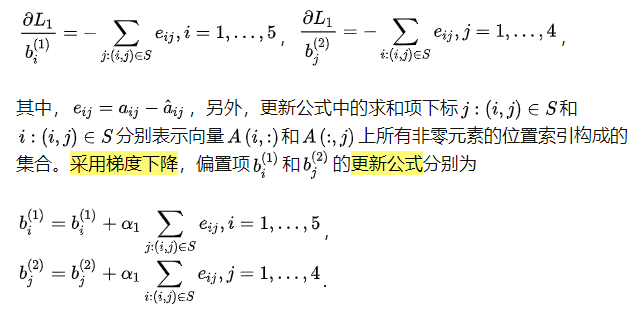 $\frac{\partial L_1}{b_i^{(1)}} = -\sum_{j:(i,j)\in S} e_{ij}, i = 1, \ldots, 5$， $\frac{\partial L_1}{b_j^{(2)}} = -\sum_{i:(i,j)\in S} e_{ij}, j = 1, \ldots, 4$，
其中， $e_{ij} = a_{ij} - \hat{a}_{ij}$ ，另外，更新公式中的求和项下标 $j:(i,j)\in S$ 和
$i:(i,j)\in S$ 分别表示向量 $A(i,:)$ 和 $A(:,j)$ 上所有非零元素的位置索引构成的
集合。采用梯度下降，偏置项 $b_i^{(1)}$ 和 $b_j^{(2)}$ 的更新公式分别为
$b_i^{(1)} = b_i^{(1)} + \alpha_1 \sum_{j:(i,j)\in S} e_{ij}, i = 1, \ldots, 5$，
$b_j^{(2)} = b_j^{(2)} + \alpha_1 \sum_{i:(i,j)\in S} e_{ij}, j = 1, \ldots, 4$.